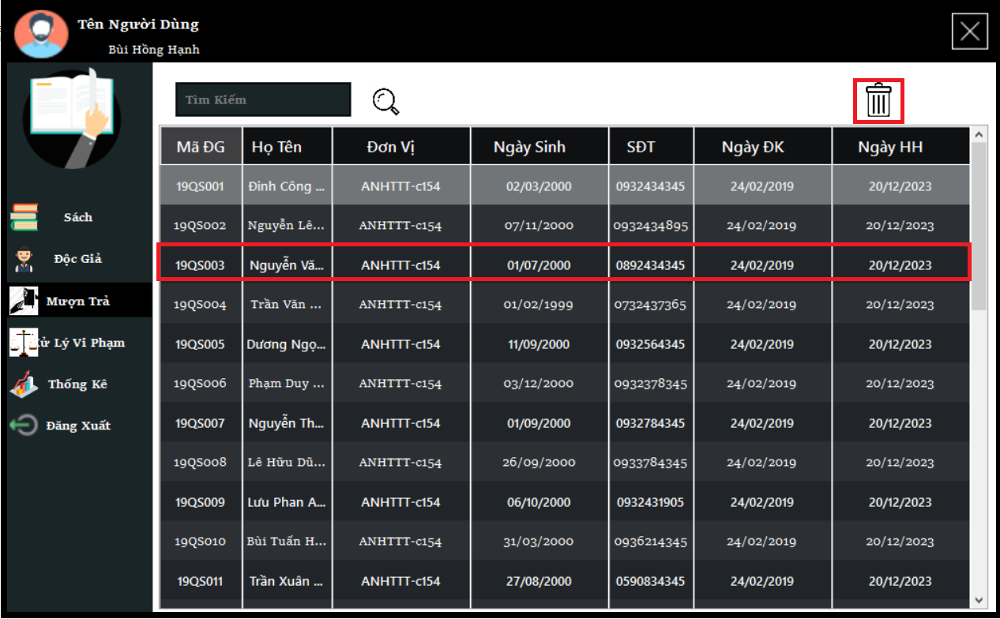 Tên Người Dùng
Bùi Hồng Hạnh
Tìm Kiếm
Sách
Độc Giả
Mượn Trả
ử Lý Vi Phạm
Thống Kê
Đăng Xuất
Mã ĐG Họ Tên Đơn Vị Ngày Sinh SĐT Ngày ĐK Ngày HH
19QS001 Đinh Công ... ANHTTT-c154 02/03/2000 0932434345 24/02/2019 20/12/2023
19QS002 Nguyễn Lê... ANHTTT-c154 07/11/2000 0932434895 24/02/2019 20/12/2023
19QS003 Nguyễn Vă... ANHTTT-c154 01/07/2000 0892434345 24/02/2019 20/12/2023
19QS004 Trần Văn ... ANHTTT-c154 01/02/1999 0732437365 24/02/2019 20/12/2023
19QS005 Dương Ngọ... ANHTTT-c154 11/09/2000 0932564345 24/02/2019 20/12/2023
19QS006 Phạm Duy ... ANHTTT-c154 03/12/2000 0932378345 24/02/2019 20/12/2023
19QS007 Nguyễn Th... ANHTTT-c154 01/09/2000 0932784345 24/02/2019 20/12/2023
19QS008 Lê Hữu Dũ... ANHTTT-c154 26/09/2000 0933784345 24/02/2019 20/12/2023
19QS009 Lưu Phan A... ANHTTT-c154 06/10/2000 0932431905 24/02/2019 20/12/2023
19QS010 Bùi Tuấn H... ANHTTT-c154 31/03/2000 0936214345 24/02/2019 20/12/2023
19QS011 Trần Xuân ... ANHTTT-c154 27/08/2000 0590834345 24/02/2019 20/12/2023